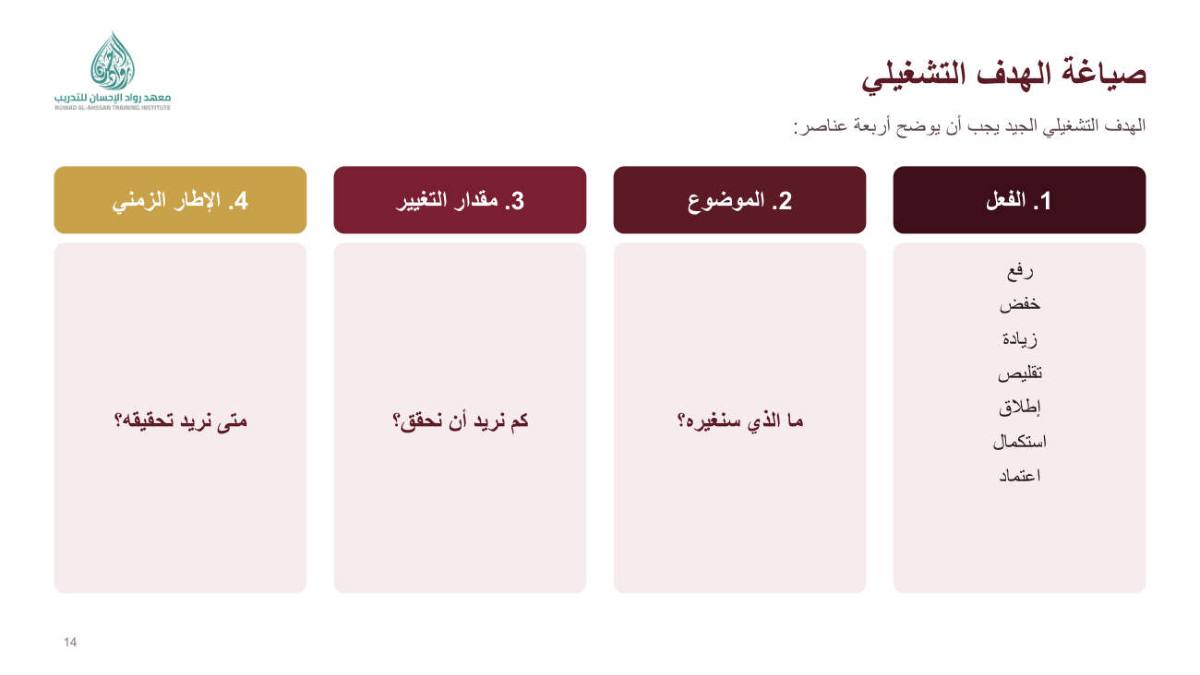 معهد رواد الإحسان للتدريب
RUWAD AL-AHSSAN TRAINING INSTITUTE
صياغة الهدف التشغيلي
الهدف التشغيلي الجيد يجب أن يوضح أربعة عناصر:
1. الفعل
رفع
خفض
زيادة
تقليص
إطلاق
استكمال
اعتماد
2. الموضوع
ما الذي سنغيره؟
3. مقدار التغيير
كم نريد أن نحقق؟
4. الإطار الزمني
متى نريد تحقيقه؟
14